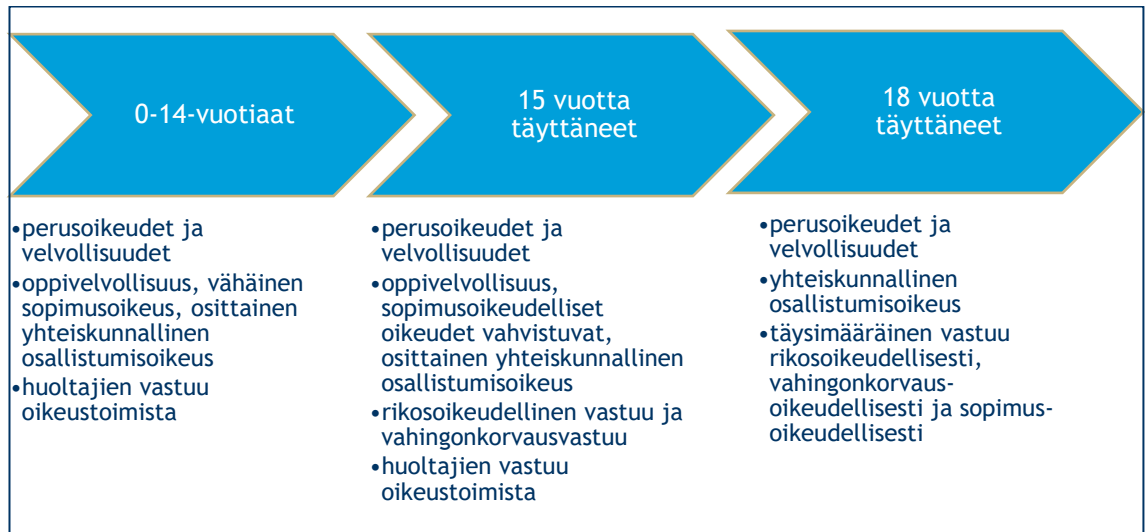 0-14-vuotiaat
15 vuotta
täyttäneet
18 vuotta
täyttäneet
•perusoikeudet ja
velvollisuudet
•oppivelvollisuus, vähäinen
sopimusoikeus, osittainen
yhteiskunnallinen
osallistumisoikeus
•huoltajien vastuu
oikeustoimista
•perusoikeudet ja
velvollisuudet
•oppivelvollisuus,
sopimusoikeudelliset
oikeudet vahvistuvat,
osittainen yhteiskunnallinen
osallistumisoikeus
•rikosoikeudellinen vastuu ja
vahingonkorvausvastuu
•huoltajien vastuu
oikeustoimista
•perusoikeudet ja
velvollisuudet
•yhteiskunnallinen
osallistumisoikeus
•täysimääräinen vastuu
rikosoikeudellisesti,
vahingonkorvaus-
oikeudellisesti ja sopimus-
oikeudellisesti